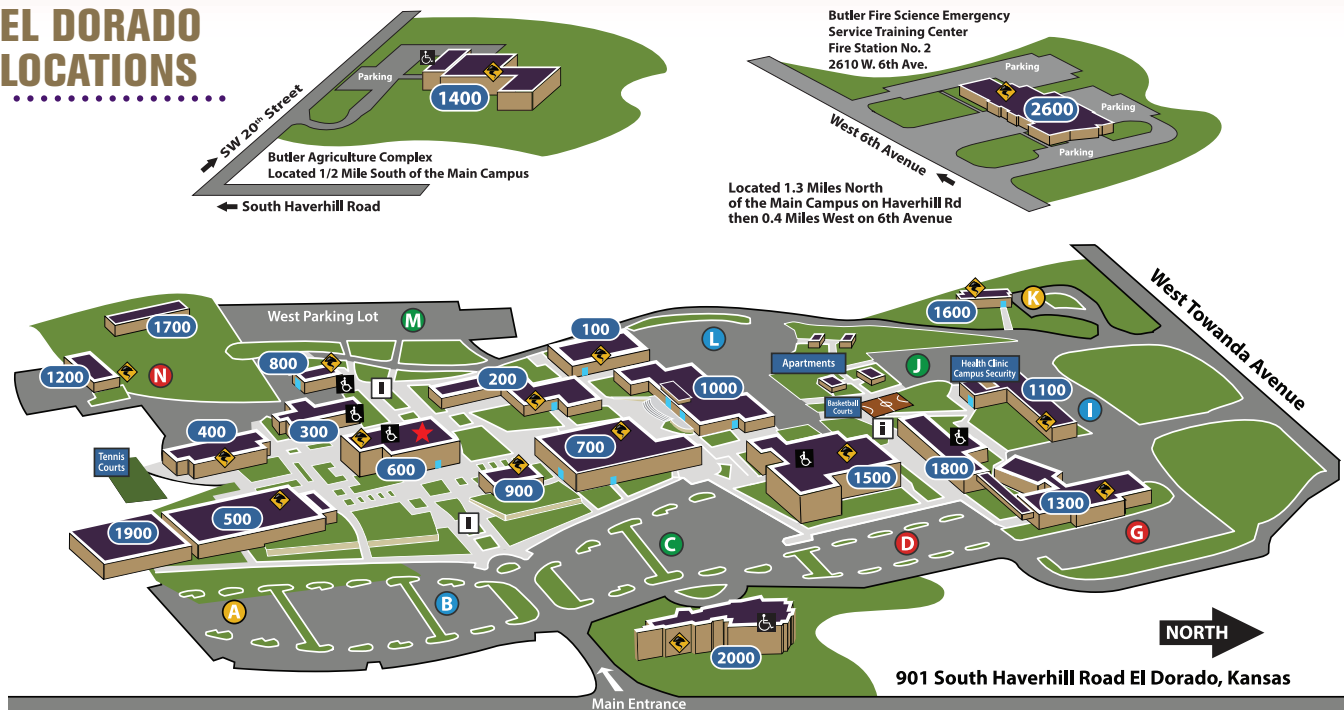 EL DORADO
LOCATIONS
SW 20th Street
Parking
1400
Butler Agriculture Complex
Located 1/2 Mile South of the Main Campus
South Haverhill Road
Butler Fire Science Emergency
Service Training Center
Fire Station No. 2
2610 W. 6th Ave.
Parking
2600
Parking
Parking
West 6th Avenue
Located 1.3 Miles North
of the Main Campus on Haverhill Rd
then 0.4 Miles West on 6th Avenue
West Towanda Avenue
1700
West Parking Lot
M
100
L
1600
K
1200
N
800
I
200
1000
Apartments
J
Health Clinic
Campus Security
1100
I
Basketball
Courts
i
400
300
600
700
900
1500
1800
1300
Tennis
Courts
1900
500
I
C
D
G
A
B
2000
NORTH
901 South Haverhill Road El Dorado, Kansas
Main Entrance